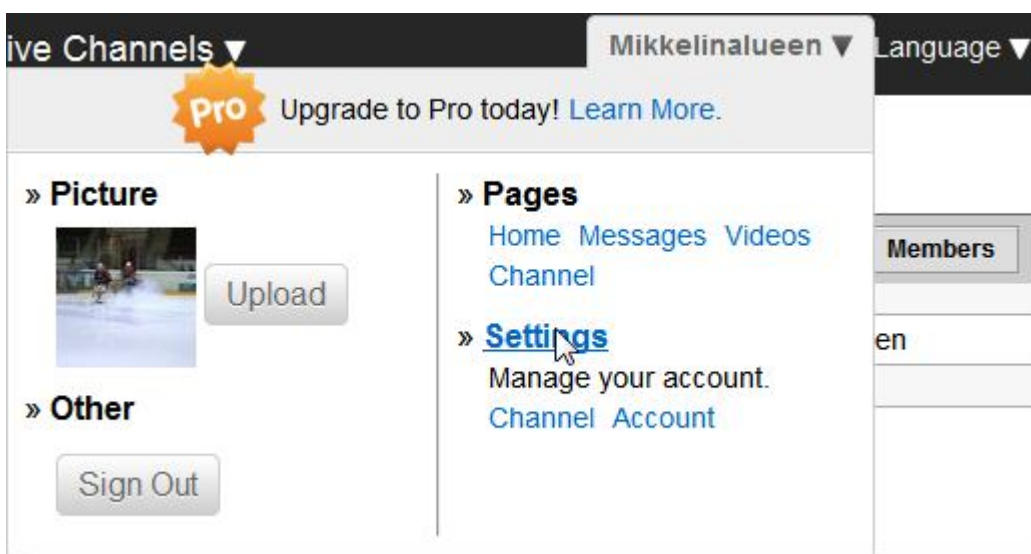 ive Channels ▼
Mikkelinalueen ▼
Language ▼
Pro
Upgrade to Pro today! Learn More.
» Picture
Upload
» Other
Sign Out
» Pages
Home Messages Videos
Channel
» Settings
Manage your account.
Channel Account
Members
en